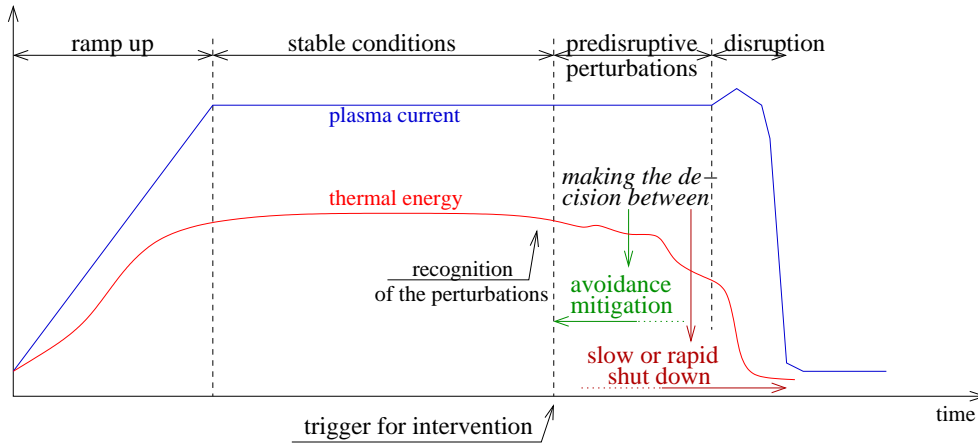 ramp up
stable conditions
predisruptive
perturbations
disruption
plasma current
thermal energy
making the de−
cision between
recognition
of the perturbations
avoidance
mitigation
slow or rapid
shut down
time
trigger for intervention